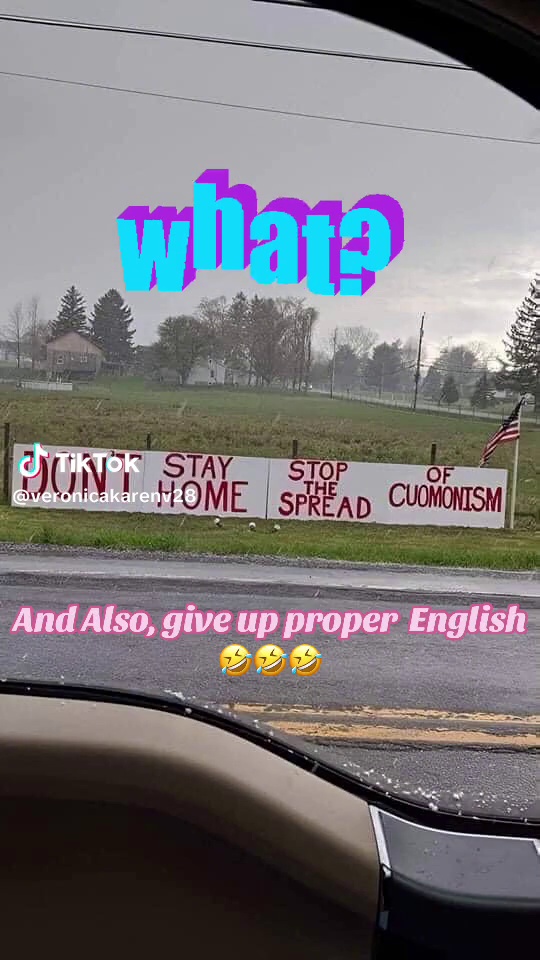 what?
DON'T
STAY
HOME
STOP
THE
SPREAD
OF
CUOMONISM
TikTok
@veronicakarenv28
And Also, give up proper English
🤣🤣🤣